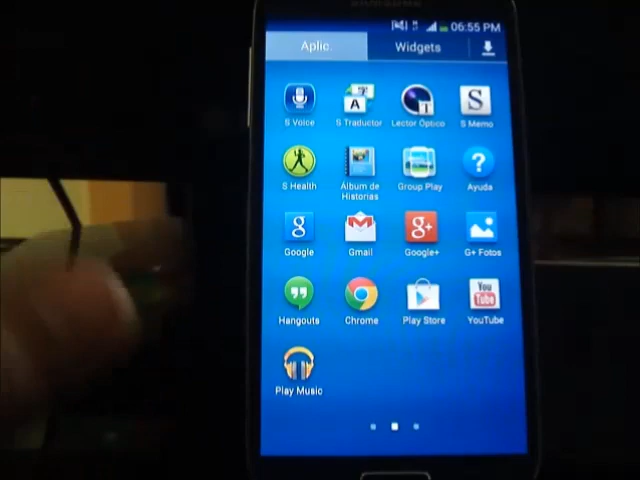 SAMSUNG
06:55 PM
Aplic. Widgets
S Voice S Traductor Lector Óptico S Memo
S Health Álbum de Historias Group Play Ayuda
Google Gmail Google+ G+ Fotos
Hangouts Chrome Play Store YouTube
Play Music